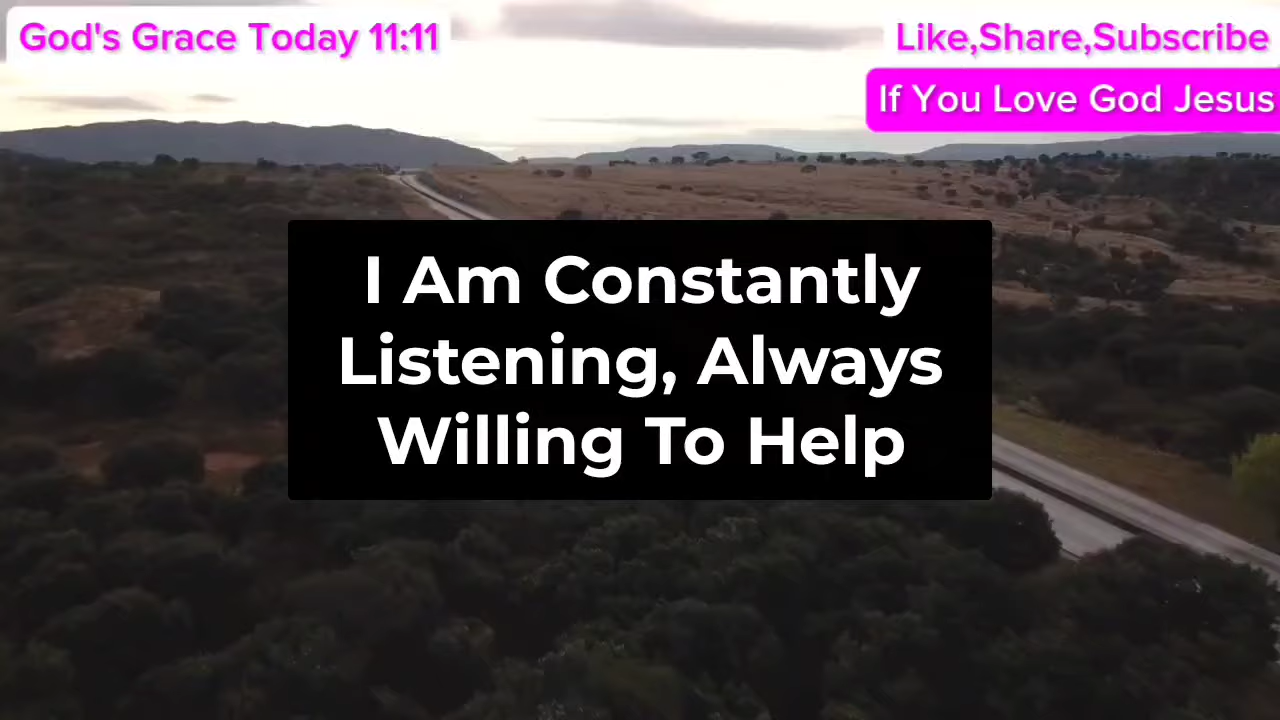 God's Grace Today 11:11
Like,Share,Subscribe
If You Love God Jesus
I Am Constantly
Listening, Always
Willing To Help